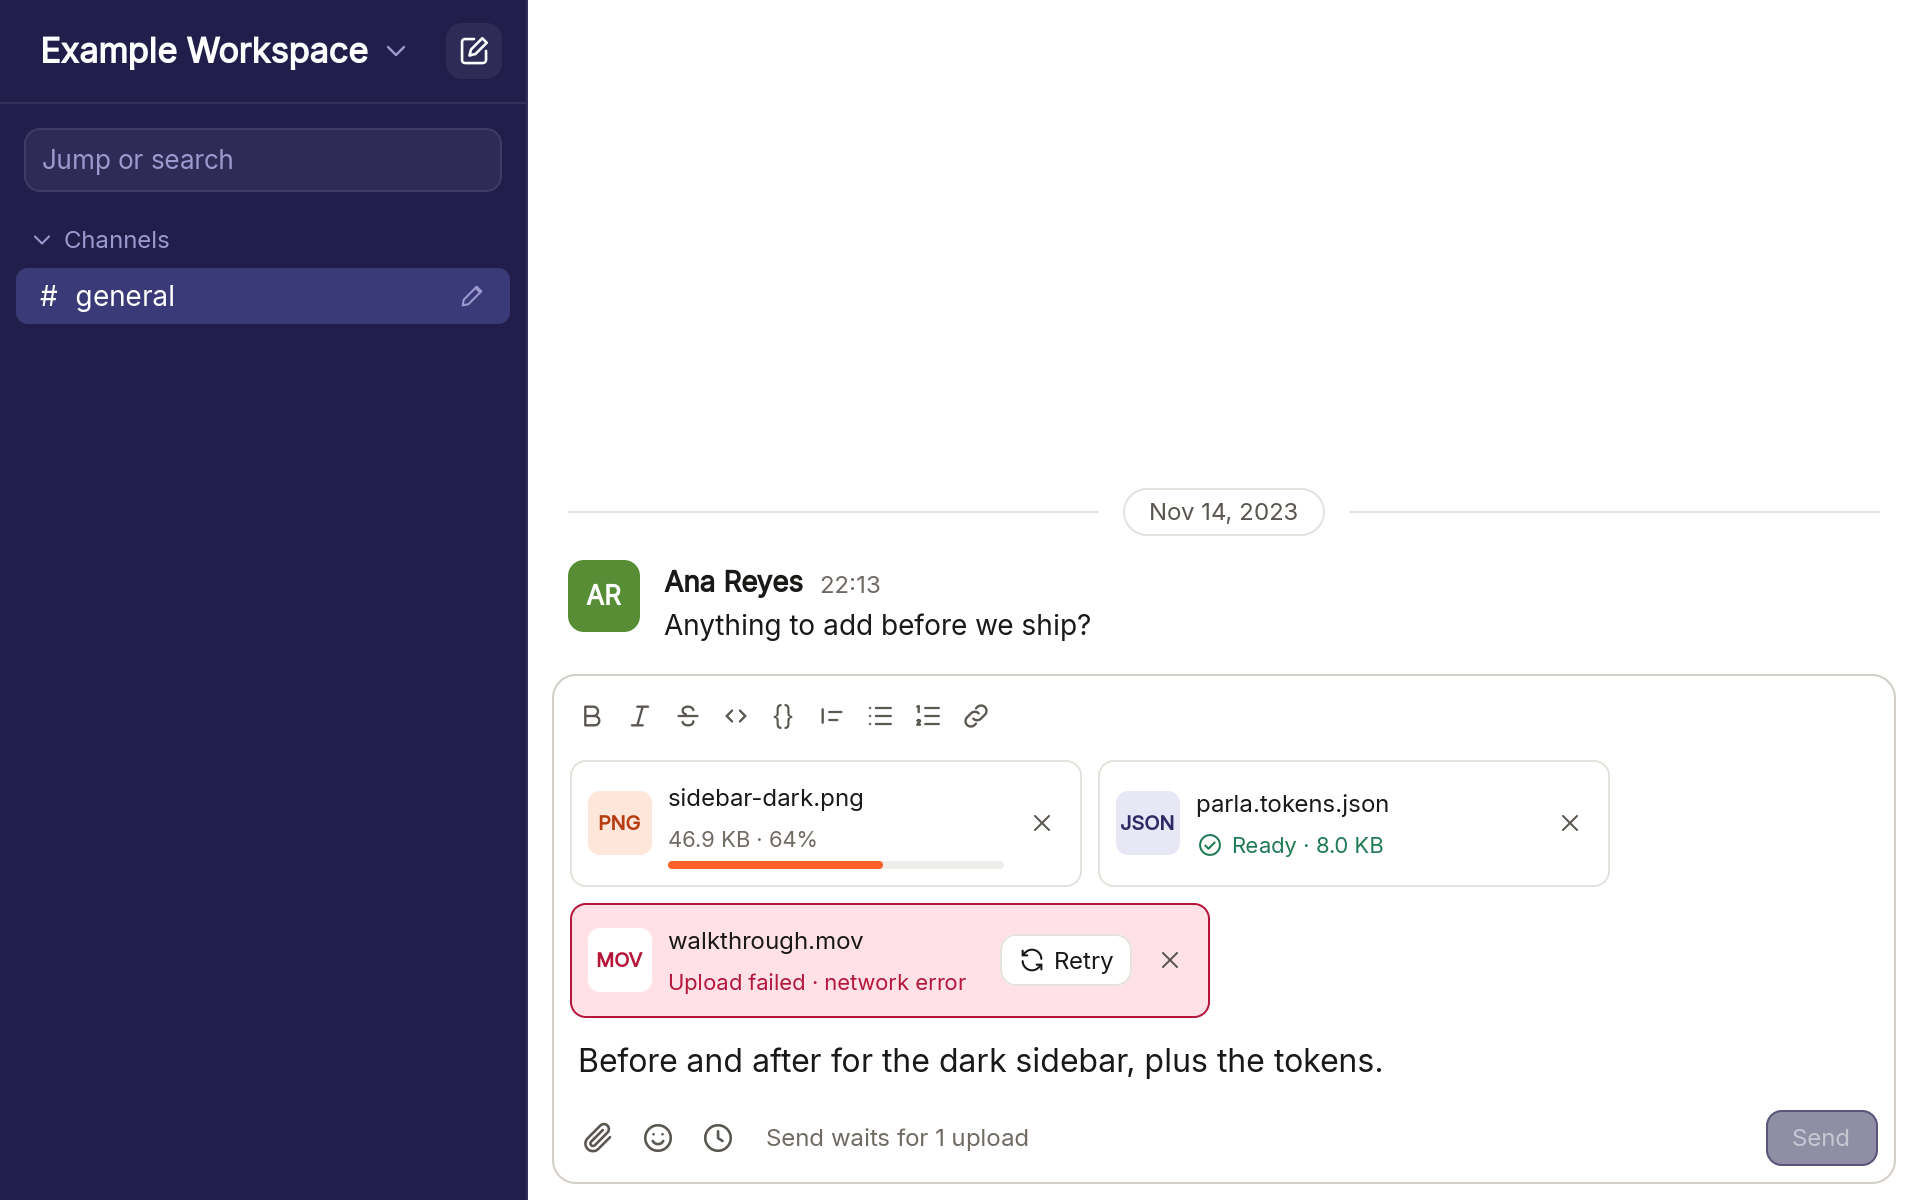 Example Workspace
Jump or search
Channels
# general
Nov 14, 2023
AR
Ana Reyes 22:13
Anything to add before we ship?
PNG
sidebar-dark.png
46.9 KB · 64%
JSON
parla.tokens.json
Ready · 8.0 KB
MOV
walkthrough.mov
Upload failed · network error
Retry
Before and after for the dark sidebar, plus the tokens.
Send waits for 1 upload
Send